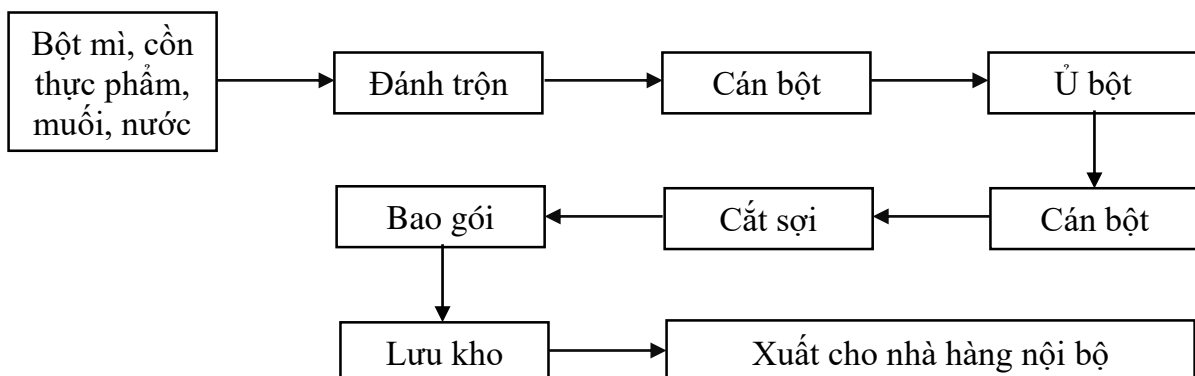 Bột mì, cồn
thực phẩm,
muối, nước
Đánh trộn
Cán bột
Ủ bột
Cán bột
Cắt sợi
Bao gói
Lưu kho
Xuất cho nhà hàng nội bộ